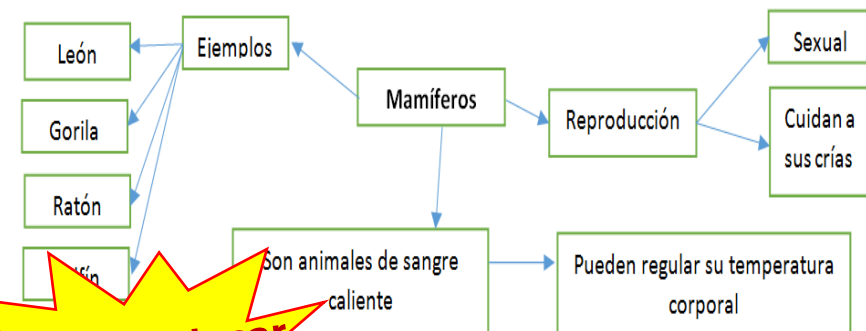 León
Ejemplos
Mamíferos
Sexual
Gorila
Reproducción
Cuidan a
sus crías
Ratón
Son animales de sangre
caliente
Pueden regular su temperatura
corporal